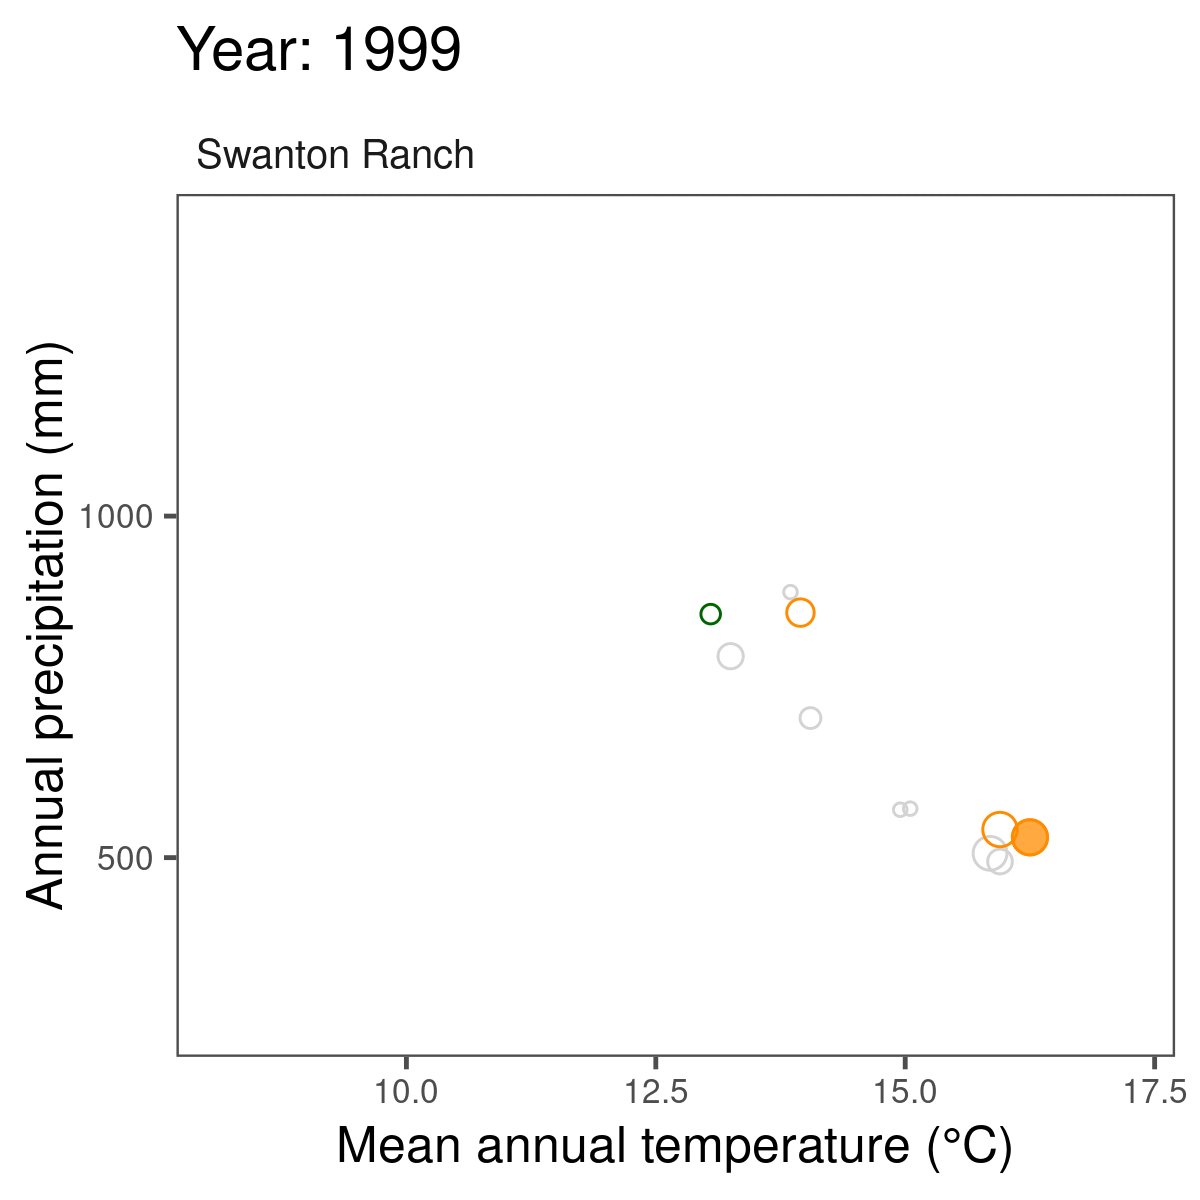 Year: 1999
Swanton Ranch
Annual precipitation (mm)
1000
500
10.0
12.5
15.0
17.5
Mean annual temperature (°C)